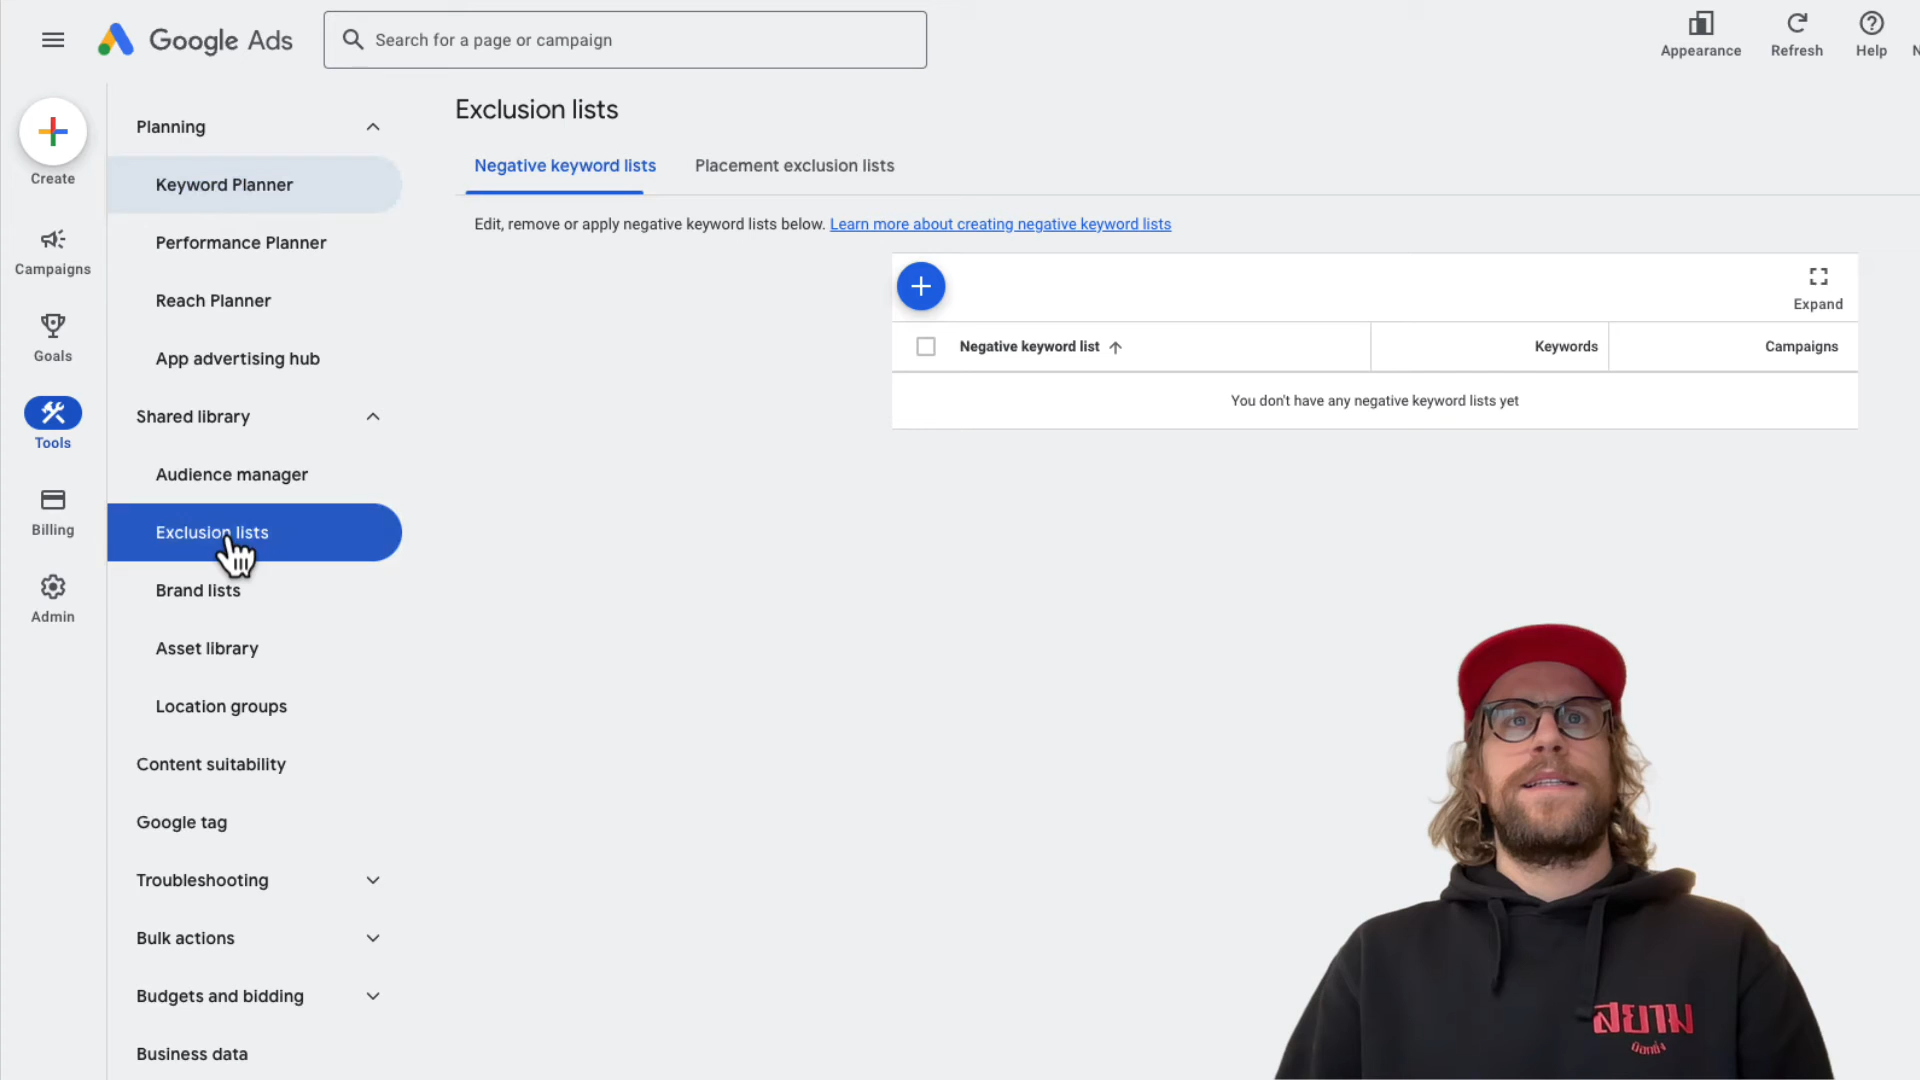 Google Ads
Search for a page or campaign
Appearance
Refresh
Help
N
Create
Campaigns
Goals
Tools
Billing
Admin
Planning
Keyword Planner
Performance Planner
Reach Planner
App advertising hub
Shared library
Audience manager
Exclusion lists
Brand lists
Asset library
Location groups
Content suitability
Google tag
Troubleshooting
Bulk actions
Budgets and bidding
Business data
Exclusion lists
Negative keyword lists Placement exclusion lists
Edit, remove or apply negative keyword lists below. Learn more about creating negative keyword lists
Expand
Negative keyword list Keywords Campaigns
You don't have any negative keyword lists yet
สยาม